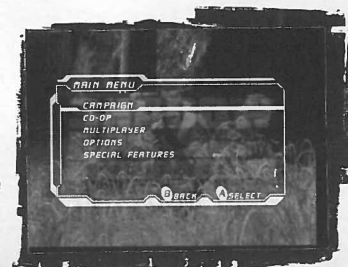 MAIN MENU
CAMPAIGN
CO-OP
MULTIPLAYER
OPTIONS
SPECIAL FEATURES
B BACK A SELECT